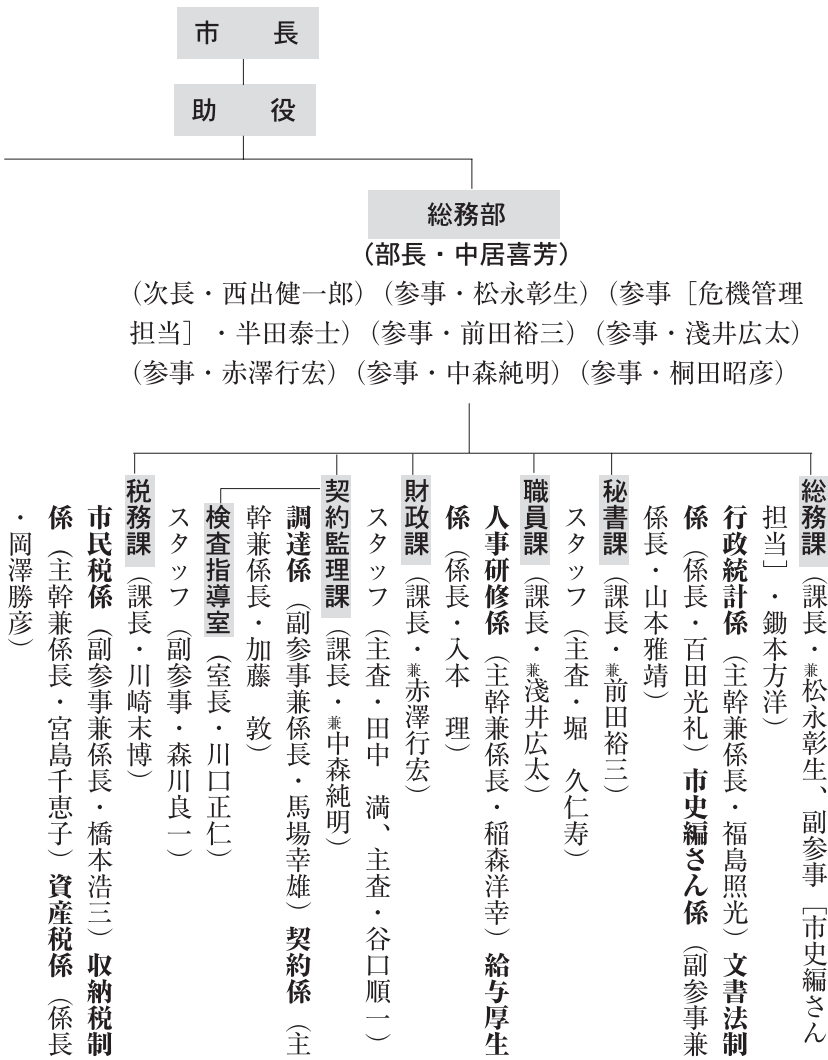 市　長
助　役
総務部
（部長・中居喜芳）
（次長・西出健一郎）（参事・松永彰生）（参事［危機管理
担当］・半田泰士）（参事・前田裕三）（参事・淺井広太）
（参事・赤澤行宏）（参事・中森純明）（参事・桐田昭彦）
総務課（課長・兼松永彰生、副参事［市史編さん
担当］・鋤本方洋）
行政統計係（主幹兼係長・福島照光）文書法制
係（係長・百田光礼）市史編さん係（副参事兼
係長・山本雅靖）
秘書課（課長・兼前田裕三）
スタッフ（主査・堀　久仁寿）
職員課（課長・兼淺井広太）
人事研修係（主幹兼係長・稲森洋幸）給与厚生
係（係長・入本　理）
財政課（課長・兼赤澤行宏）
スタッフ（主査・田中　満、主査・谷口順一）
契約監理課（課長・兼中森純明）
調達係（副参事兼係長・馬場幸雄）契約係（主
幹兼係長・加藤　敦）
検査指導室（室長・川口正仁）
スタッフ（副参事・森川良一）
税務課（課長・川崎末博）
市民税係（副参事兼係長・橋本浩三）収納税制
係（主幹兼係長・宮島千恵子）資産税係（係長
・岡澤勝彦）